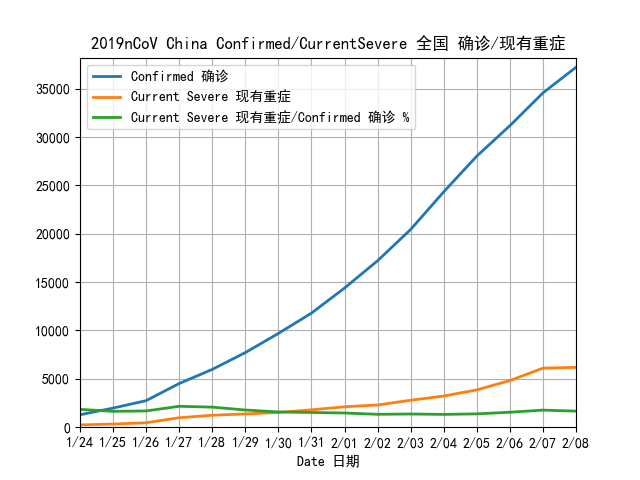 2019nCoV China Confirmed/CurrentSevere 全国 确诊/现有重症
Confirmed 确诊
Current Severe 现有重症
Current Severe 现有重症/Confirmed 确诊 %
35000
30000
25000
20000
15000
10000
5000
0
1/24 1/25 1/26 1/27 1/28 1/29 1/30 1/31 2/01 2/02 2/03 2/04 2/05 2/06 2/07 2/08
Date 日期